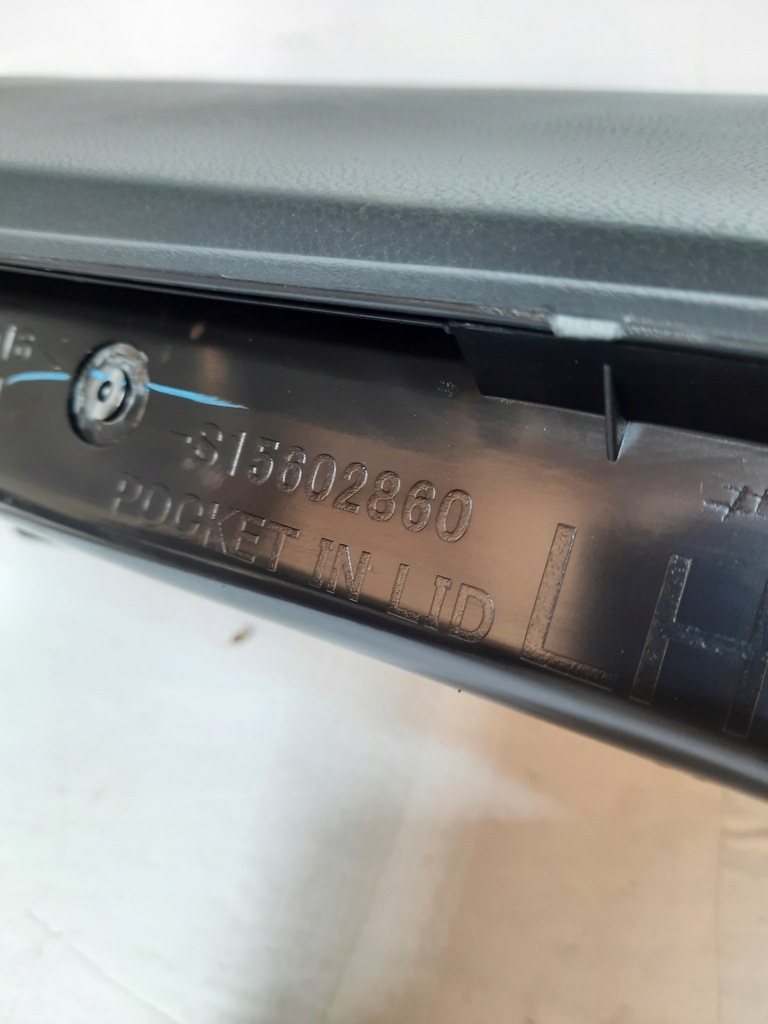 -S15602860
POCKET IN LID
LH